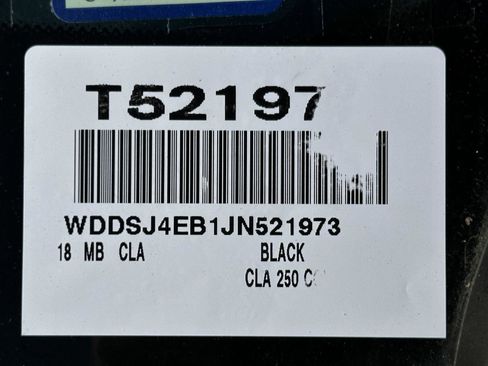 T52197
WDDSJ4EB1JN521973
18 MB CLA BLACK
CLA 250 C